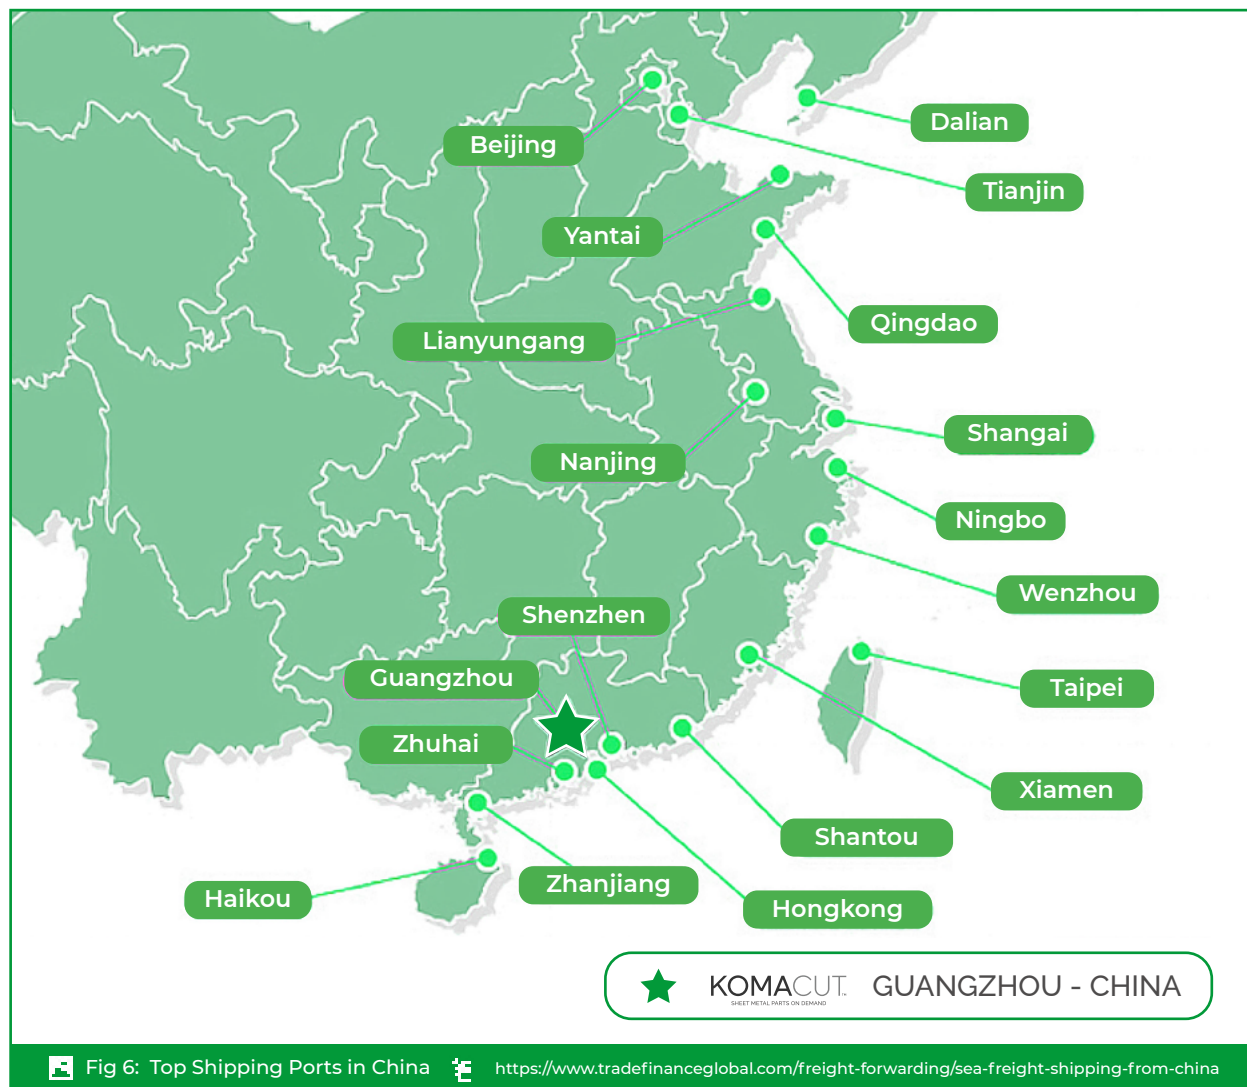 Beijing
Dalian
Tianjin
Yantai
Qingdao
Lianyungang
Shangai
Nanjing
Ningbo
Wenzhou
Shenzhen
Guangzhou
Taipei
Zhuhai
Xiamen
Shantou
Zhanjiang
Haikou
Hongkong
KOMACUT™ GUANGZHOU - CHINA
SHEET METAL PARTS ON DEMAND
Fig 6: Top Shipping Ports in China https://www.tradefinanceglobal.com/freight-forwarding/sea-freight-shipping-from-china